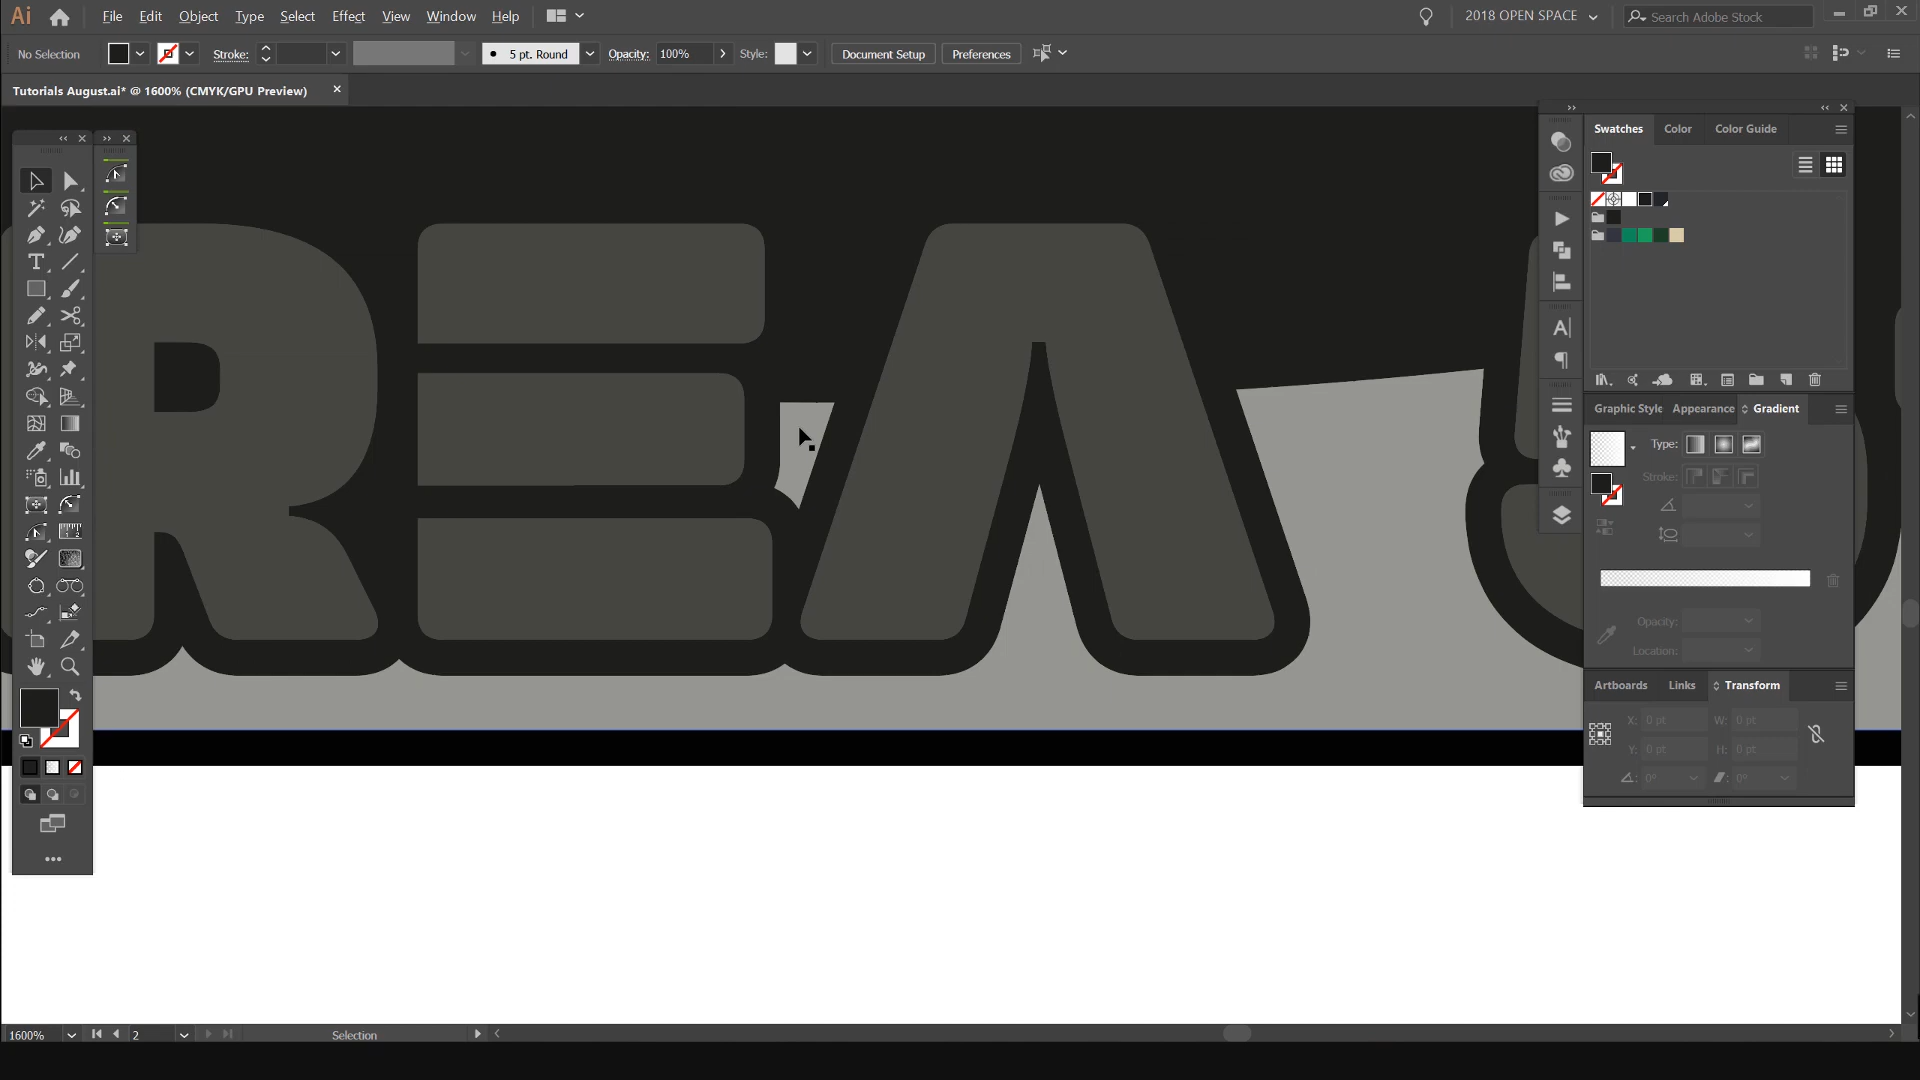 Ai File Edit Object Type Select Effect View Window Help 2018 OPEN SPACE Search Adobe Stock
No Selection Stroke: 5 pt. Round Opacity: 100% Style: Document Setup Preferences
Tutorials August.ai* @ 1600% (CMYK/GPU Preview)
Swatches Color Color Guide
REA
Graphic Style Appearance Gradient
Type:
Stroke:
Opacity:
Location:
Artboards Links Transform
X: 0 pt W: 0 pt
Y: 0 pt H: 0 pt
0° 0°
1600% 2 Selection